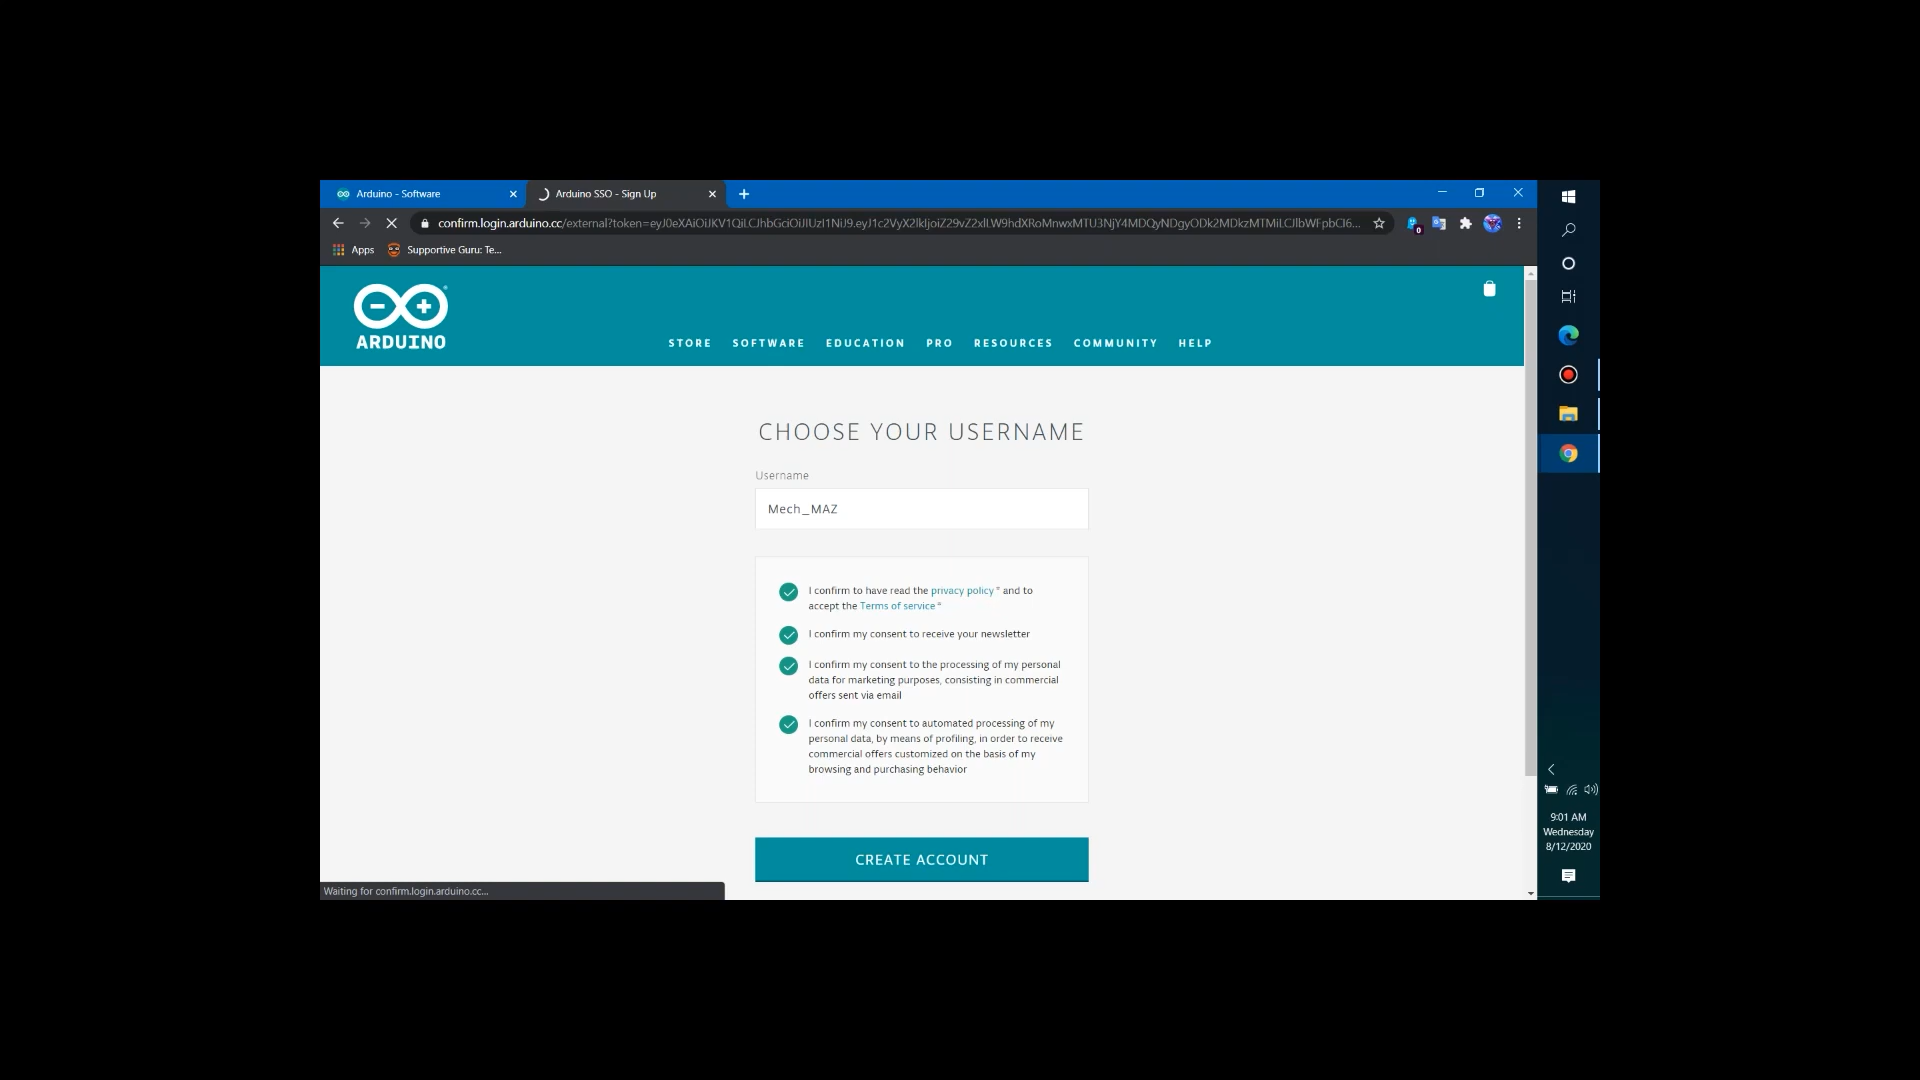 Arduino - Software
Arduino SSO - Sign Up
confirm.login.arduino.cc/external?token=
Apps
Supportive Guru: Te...
ARDUINO
STORE SOFTWARE EDUCATION PRO RESOURCES COMMUNITY HELP
CHOOSE YOUR USERNAME
Username
Mech_MAZ
I confirm to have read the privacy policy * and to
accept the Terms of service *
I confirm my consent to receive your newsletter
I confirm my consent to the processing of my personal
data for marketing purposes, consisting in commercial
offers sent via email
I confirm my consent to automated processing of my
personal data, by means of profiling, in order to receive
commercial offers customized on the basis of my
browsing and purchasing behavior
CREATE ACCOUNT
Waiting for confirm.login.arduino.cc...
0
9:01 AM
Wednesday
8/12/2020